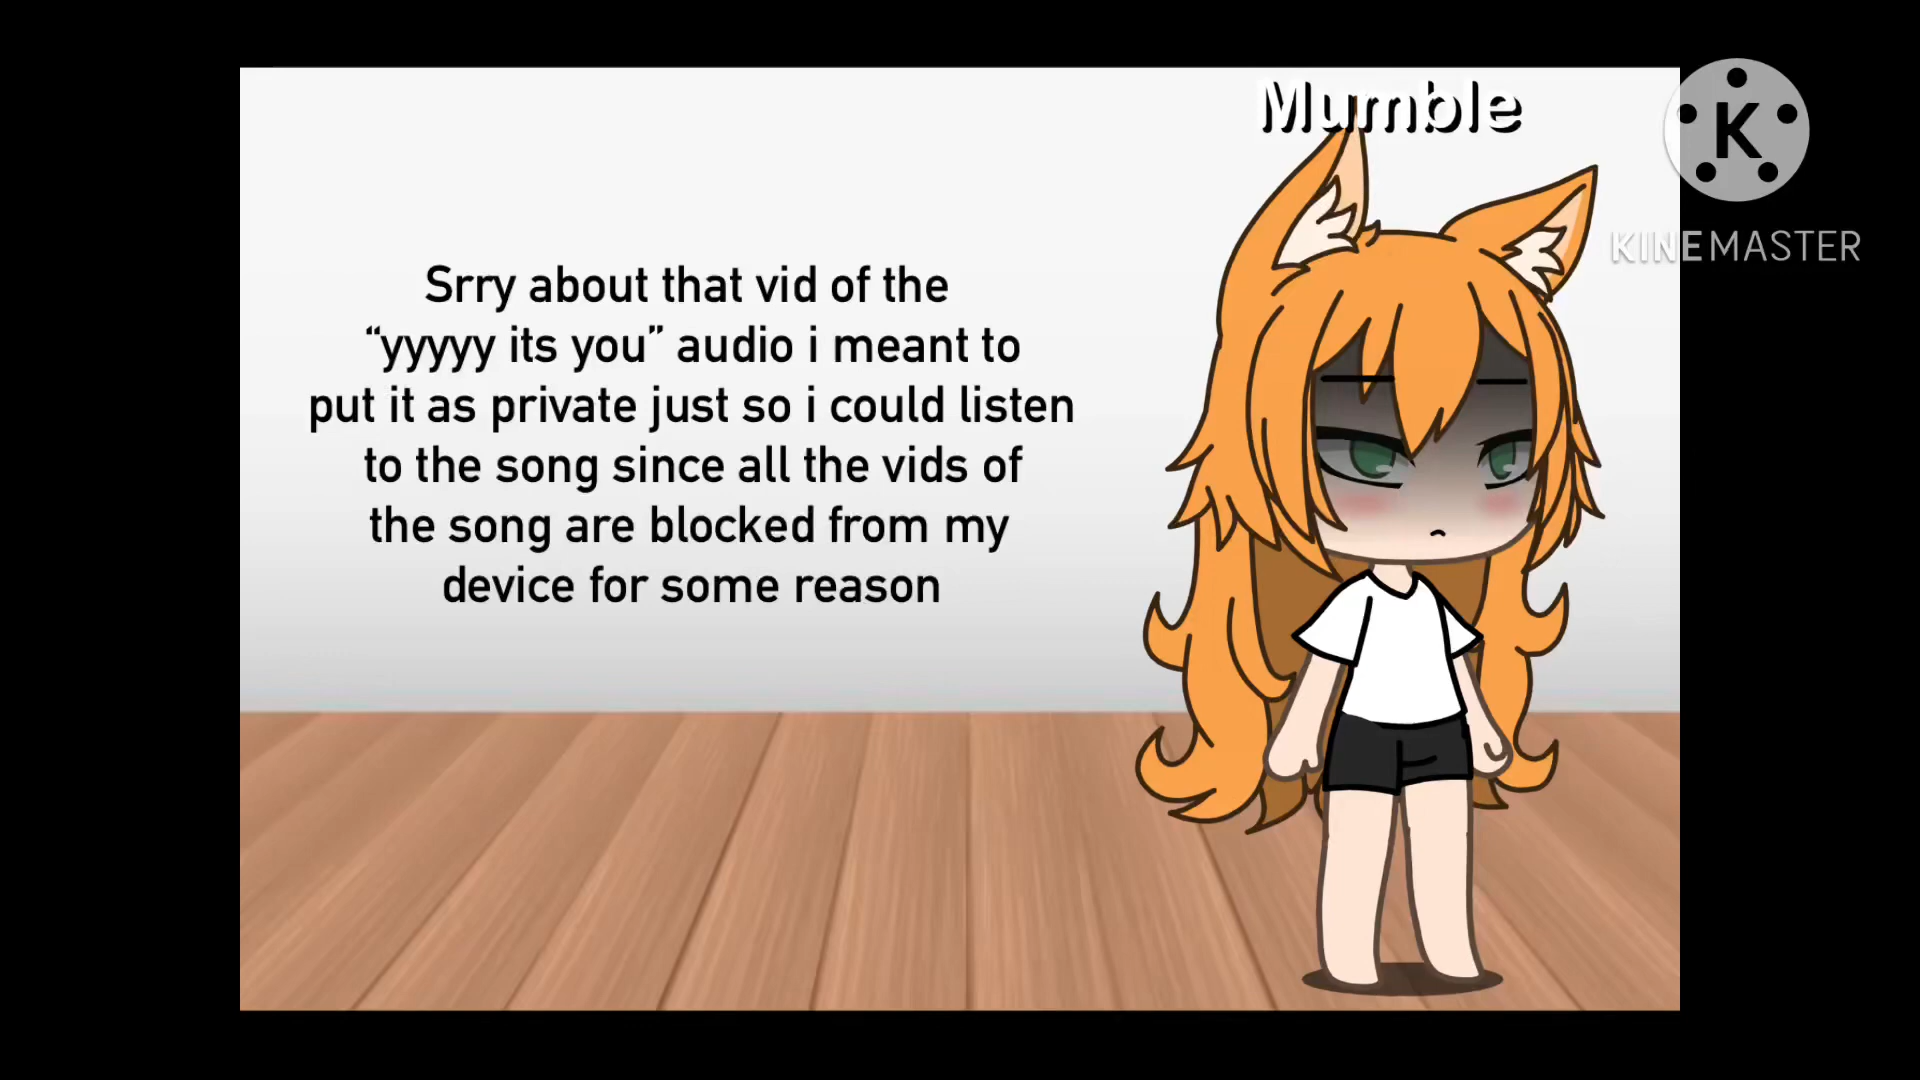 Mumble
K
KINEMASTER
Srry about that vid of the
“yyyyy its you” audio i meant to
put it as private just so i could listen
to the song since all the vids of
the song are blocked from my
device for some reason